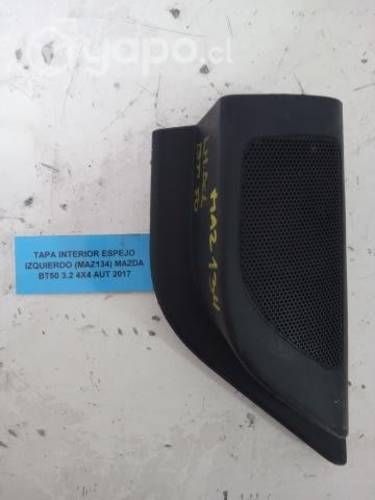 yapo.cl
TAPA INTERIOR ESPEJO
IZQUIERDO (MAZ134) MAZDA
BT50 3.2 4X4 AUT 2017
MAZ134